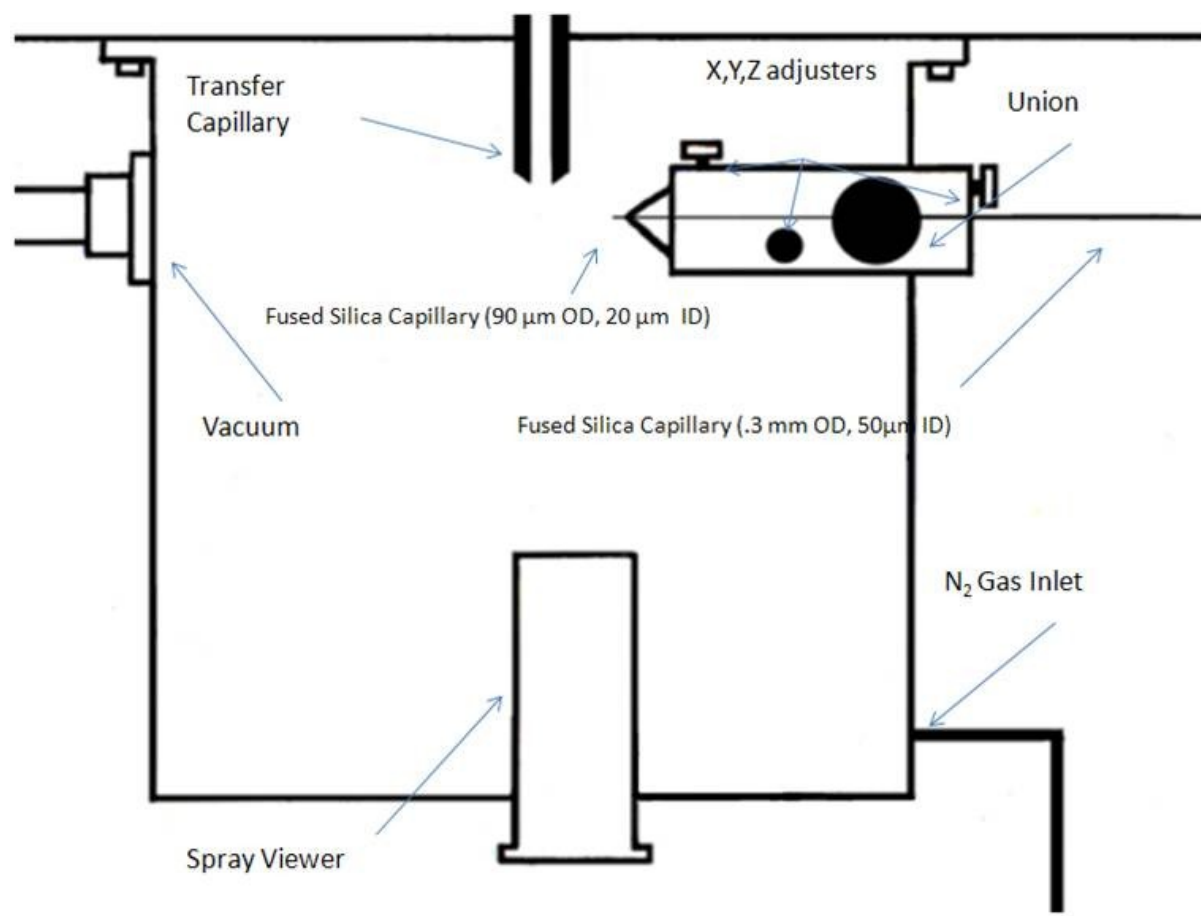 Transfer
Capillary
X,Y,Z adjusters
Union
Fused Silica Capillary (90 µm OD, 20 µm  ID)
Vacuum
Fused Silica Capillary (.3 mm OD, 50µm ID)
N₂ Gas Inlet
Spray Viewer